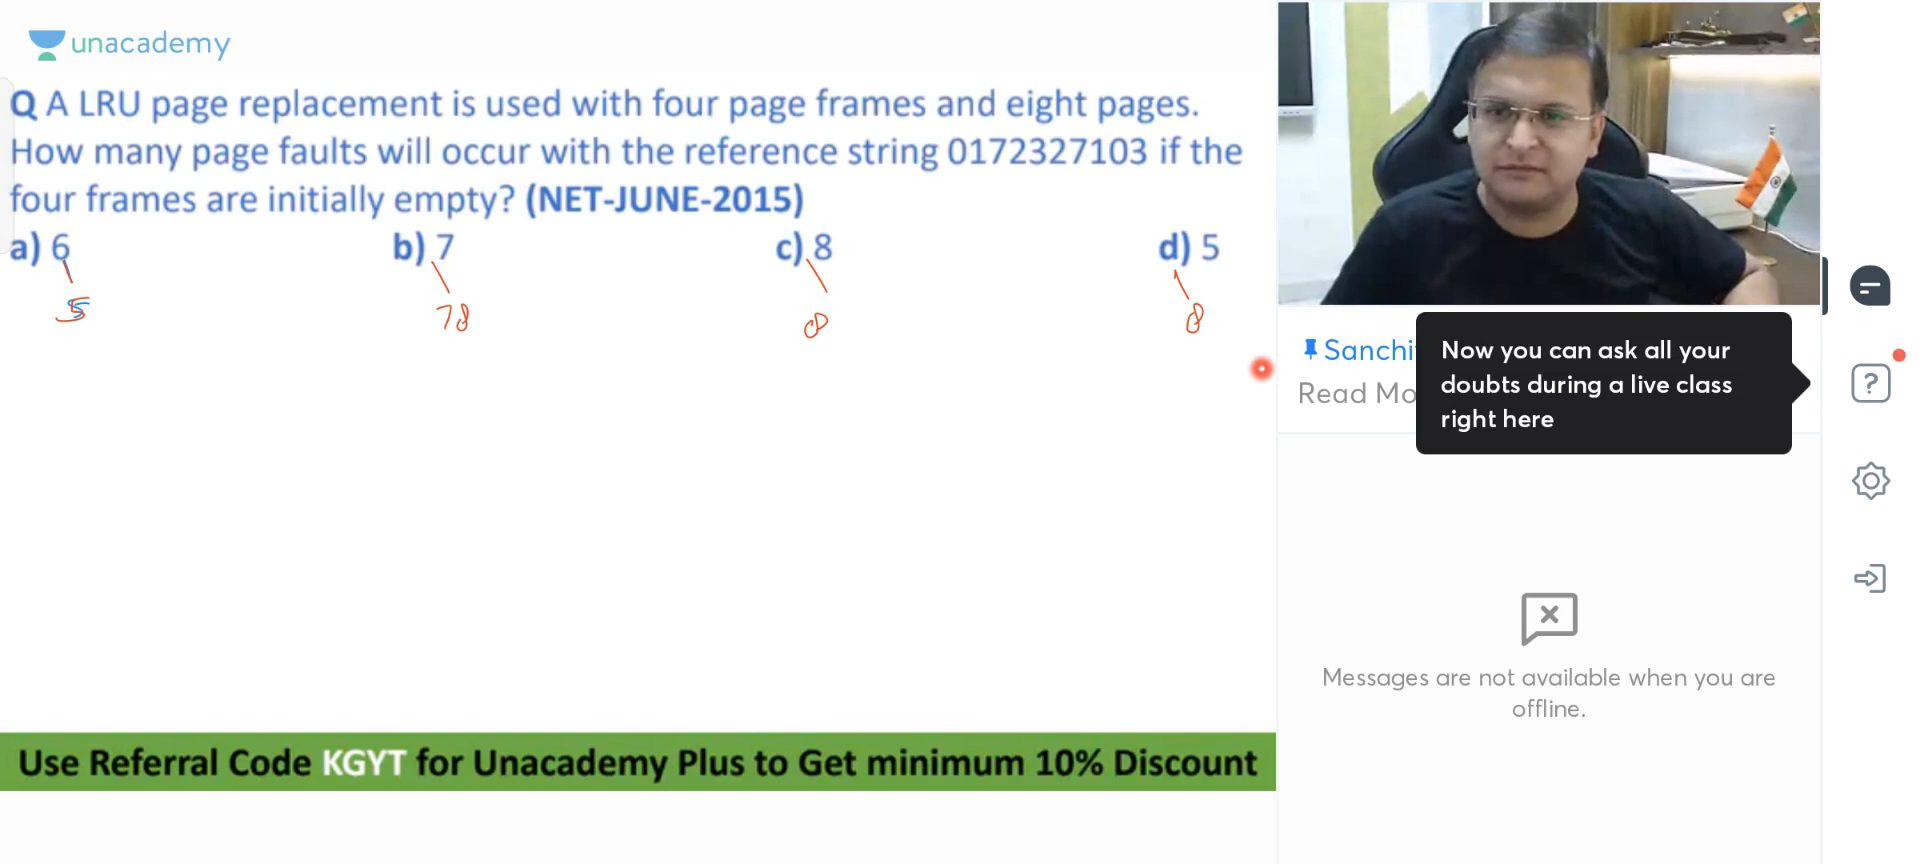 unacademy
Q A LRU page replacement is used with four page frames and eight pages.
How many page faults will occur with the reference string 0172327103 if the
four frames are initially empty? (NET-JUNE-2015)
a) 6 b) 7 c) 8 d) 5
5 78 8 8
Use Referral Code KGYT for Unacademy Plus to Get minimum 10% Discount
Sanchi
Read Mo
Now you can ask all your
doubts during a live class
right here
?
Messages are not available when you are
offline.